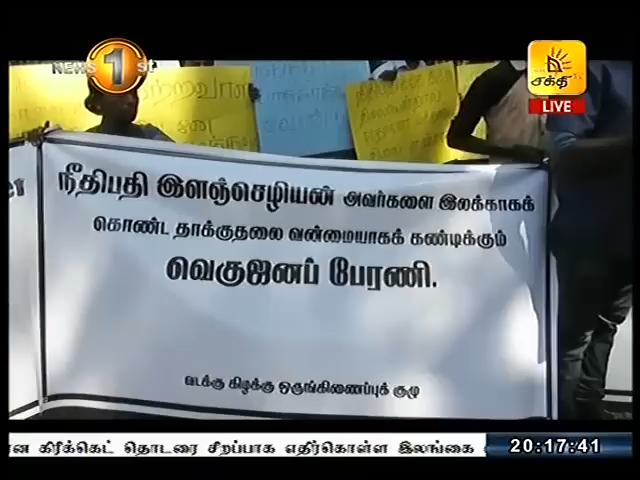 NEWS 1st
சக்தி
LIVE
நீதிபதி இளஞ்செழியன் அவர்களை இலக்காகக்
கொண்ட தாக்குதலை வன்மையாகக் கண்டிக்கும்
வெகுஜனப் பேரணி.
வடக்கு கிழக்கு ஒருங்கிணைப்புக் குழு
ன கிரிக்கெட் தொடரை சிறப்பாக எதிர்கொள்ள இலங்கை
20:17:41